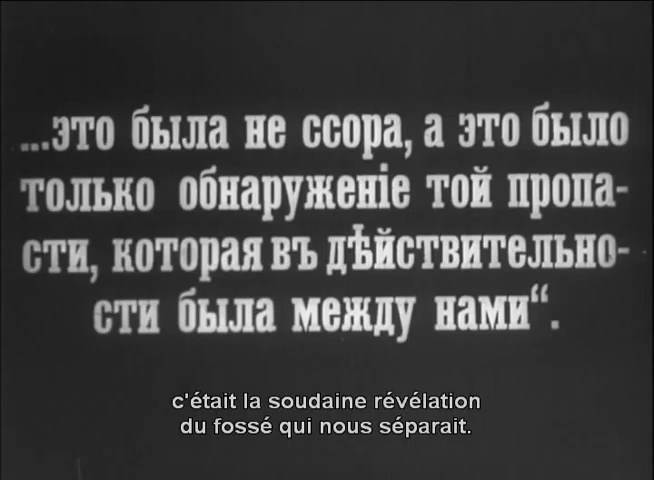 ...это была не ссора, а это было
только обнаруженіе той пропа-
сти, которая въ дѣйствительно-
сти была между нами“.
c'était la soudaine révélation
du fossé qui nous séparait.